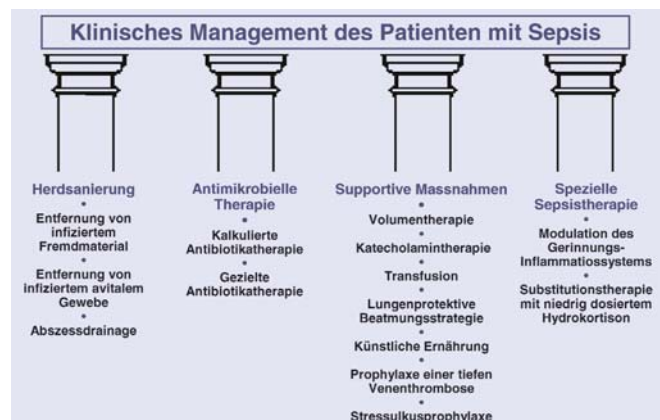 Klinisches Management des Patienten mit Sepsis
Herdsanierung
•
Entfernung von
infiziertem
Fremdmaterial
•
Entfernung von
infiziertem avitalem
Gewebe
•
Abszessdrainage
Antimikrobielle
Therapie
•
Kalkulierte
Antibiotikatherapie
•
Gezielte
Antibiotikatherapie
Supportive Massnahmen
•
Volumentherapie
•
Katecholamintherapie
•
Transfusion
•
Lungenprotektive
Beatmungsstrategie
•
Künstliche Ernährung
•
Prophylaxe einer tiefen
Venenthrombose
•
Stressulkusprophylaxe
Spezielle
Sepsistherapie
•
Modulation des
Gerinnungs-
Inflammatiossystems
•
Substitutionstherapie
mit niedrig dosiertem
Hydrokortison